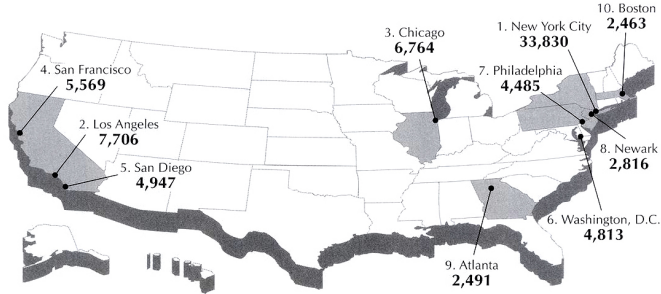 10. Boston
2,463
1. New York City
33,830
3. Chicago
6,764
4. San Francisco
5,569
7. Philadelphia
4,485
2. Los Angeles
7,706
5. San Diego
4,947
8. Newark
2,816
6. Washington, D.C.
4,813
9. Atlanta
2,491